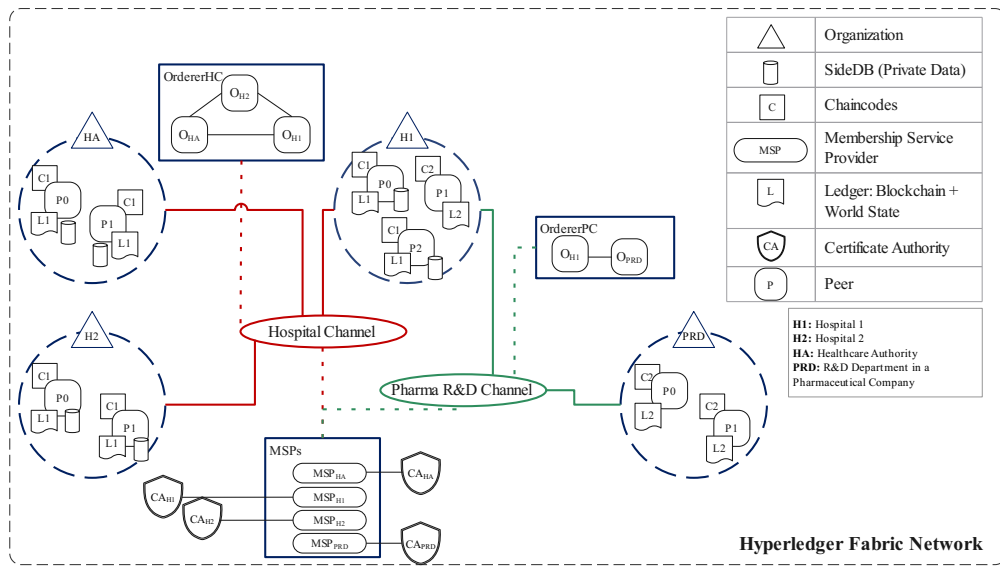 OrdererHC
OH2
OHA
OH1
HA
C1
P0
L1
C1
P1
L1
H1
C1
P0
L1
C2
P1
L2
C1
P2
L1
OrdererPC
OH1
OPRD
Hospital Channel
Pharma R&D Channel
H2
C1
P0
L1
C1
P1
L1
PRD
C2
P0
L2
C2
P1
L2
MSPs
MSPHA
MSPH1
MSPH2
MSPPRD
CAHA
CAH1
CAH2
CAPRD
Organization
SideDB (Private Data)
C
Chaincodes
MSP
Membership Service
Provider
L
Ledger: Blockchain +
World State
CA
Certificate Authority
P
Peer
H1: Hospital 1
H2: Hospital 2
HA: Healthcare Authority
PRD: R&D Department in a
Pharmaceutical Company
Hyperledger Fabric Network